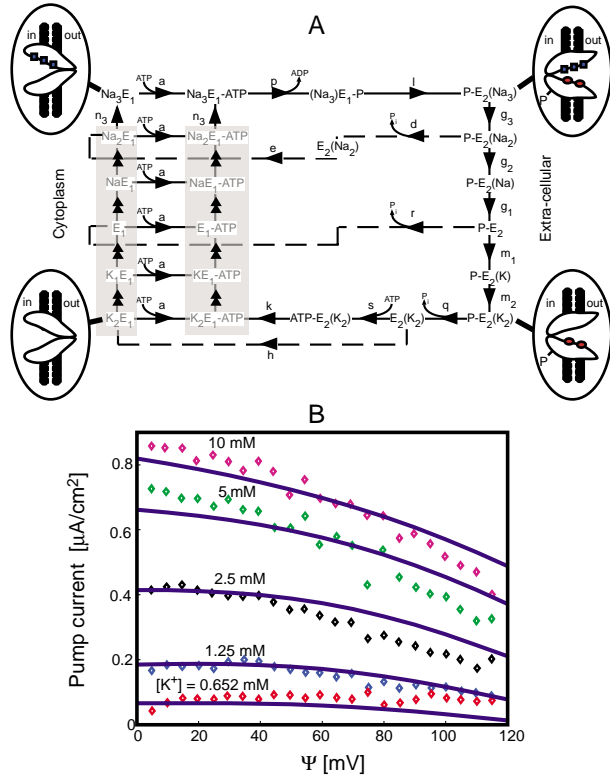 A
in out
in out
ATP a p ADP l
Na3E1 Na3E1-ATP (Na3)E1-P P-E2(Na3)
P
n3 n3 g3
Na2E1 ATP a Na2E1-ATP E2(Na2) Pi d P-E2(Na2)
e
g2
NaE1 ATP a NaE1-ATP P-E2(Na)
g1
E1 ATP a E1-ATP Pi r P-E2
m1
K1E1 ATP a KE1-ATP P-E2(K)
m2
K2E1 ATP a K2E1-ATP k ATP-E2(K2) s ATP E2(K2) Pi q P-E2(K2)
h
Cytoplasm
Extra-cellular
in out
in out
P
B
Pump current [µA/cm2]
0.8
0.6
0.4
0.2
0
10 mM
5 mM
2.5 mM
1.25 mM
[K+] = 0.652 mM
0 20 40 60 80 100 120
Ψ [mV]